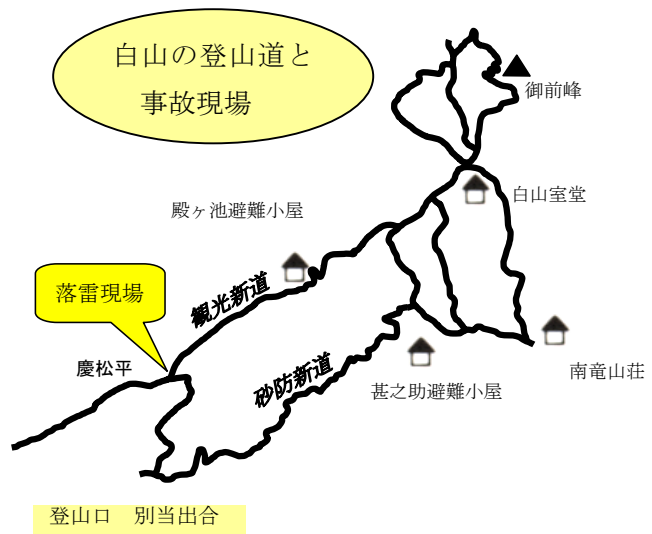 白山の登山道と
事故現場
御前峰
白山室堂
殿ヶ池避難小屋
落雷現場
観光新道
慶松平
砂防新道
甚之助避難小屋
南竜山荘
登山口　別当出合